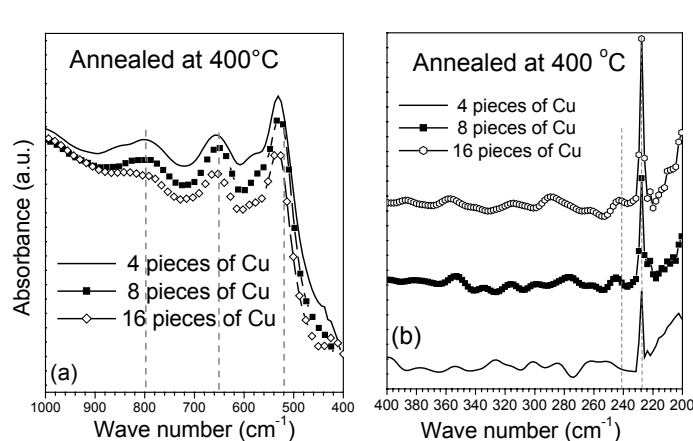 Annealed at 400°C
Absorbance (a.u.)
4 pieces of Cu
8 pieces of Cu
16 pieces of Cu
(a)
1000 900 800 700 600 500 400
Wave number (cm⁻¹)
Annealed at 400 °C
4 pieces of Cu
8 pieces of Cu
16 pieces of Cu
(b)
400 380 360 340 320 300 280 260 240 220 200
Wave number (cm⁻¹)